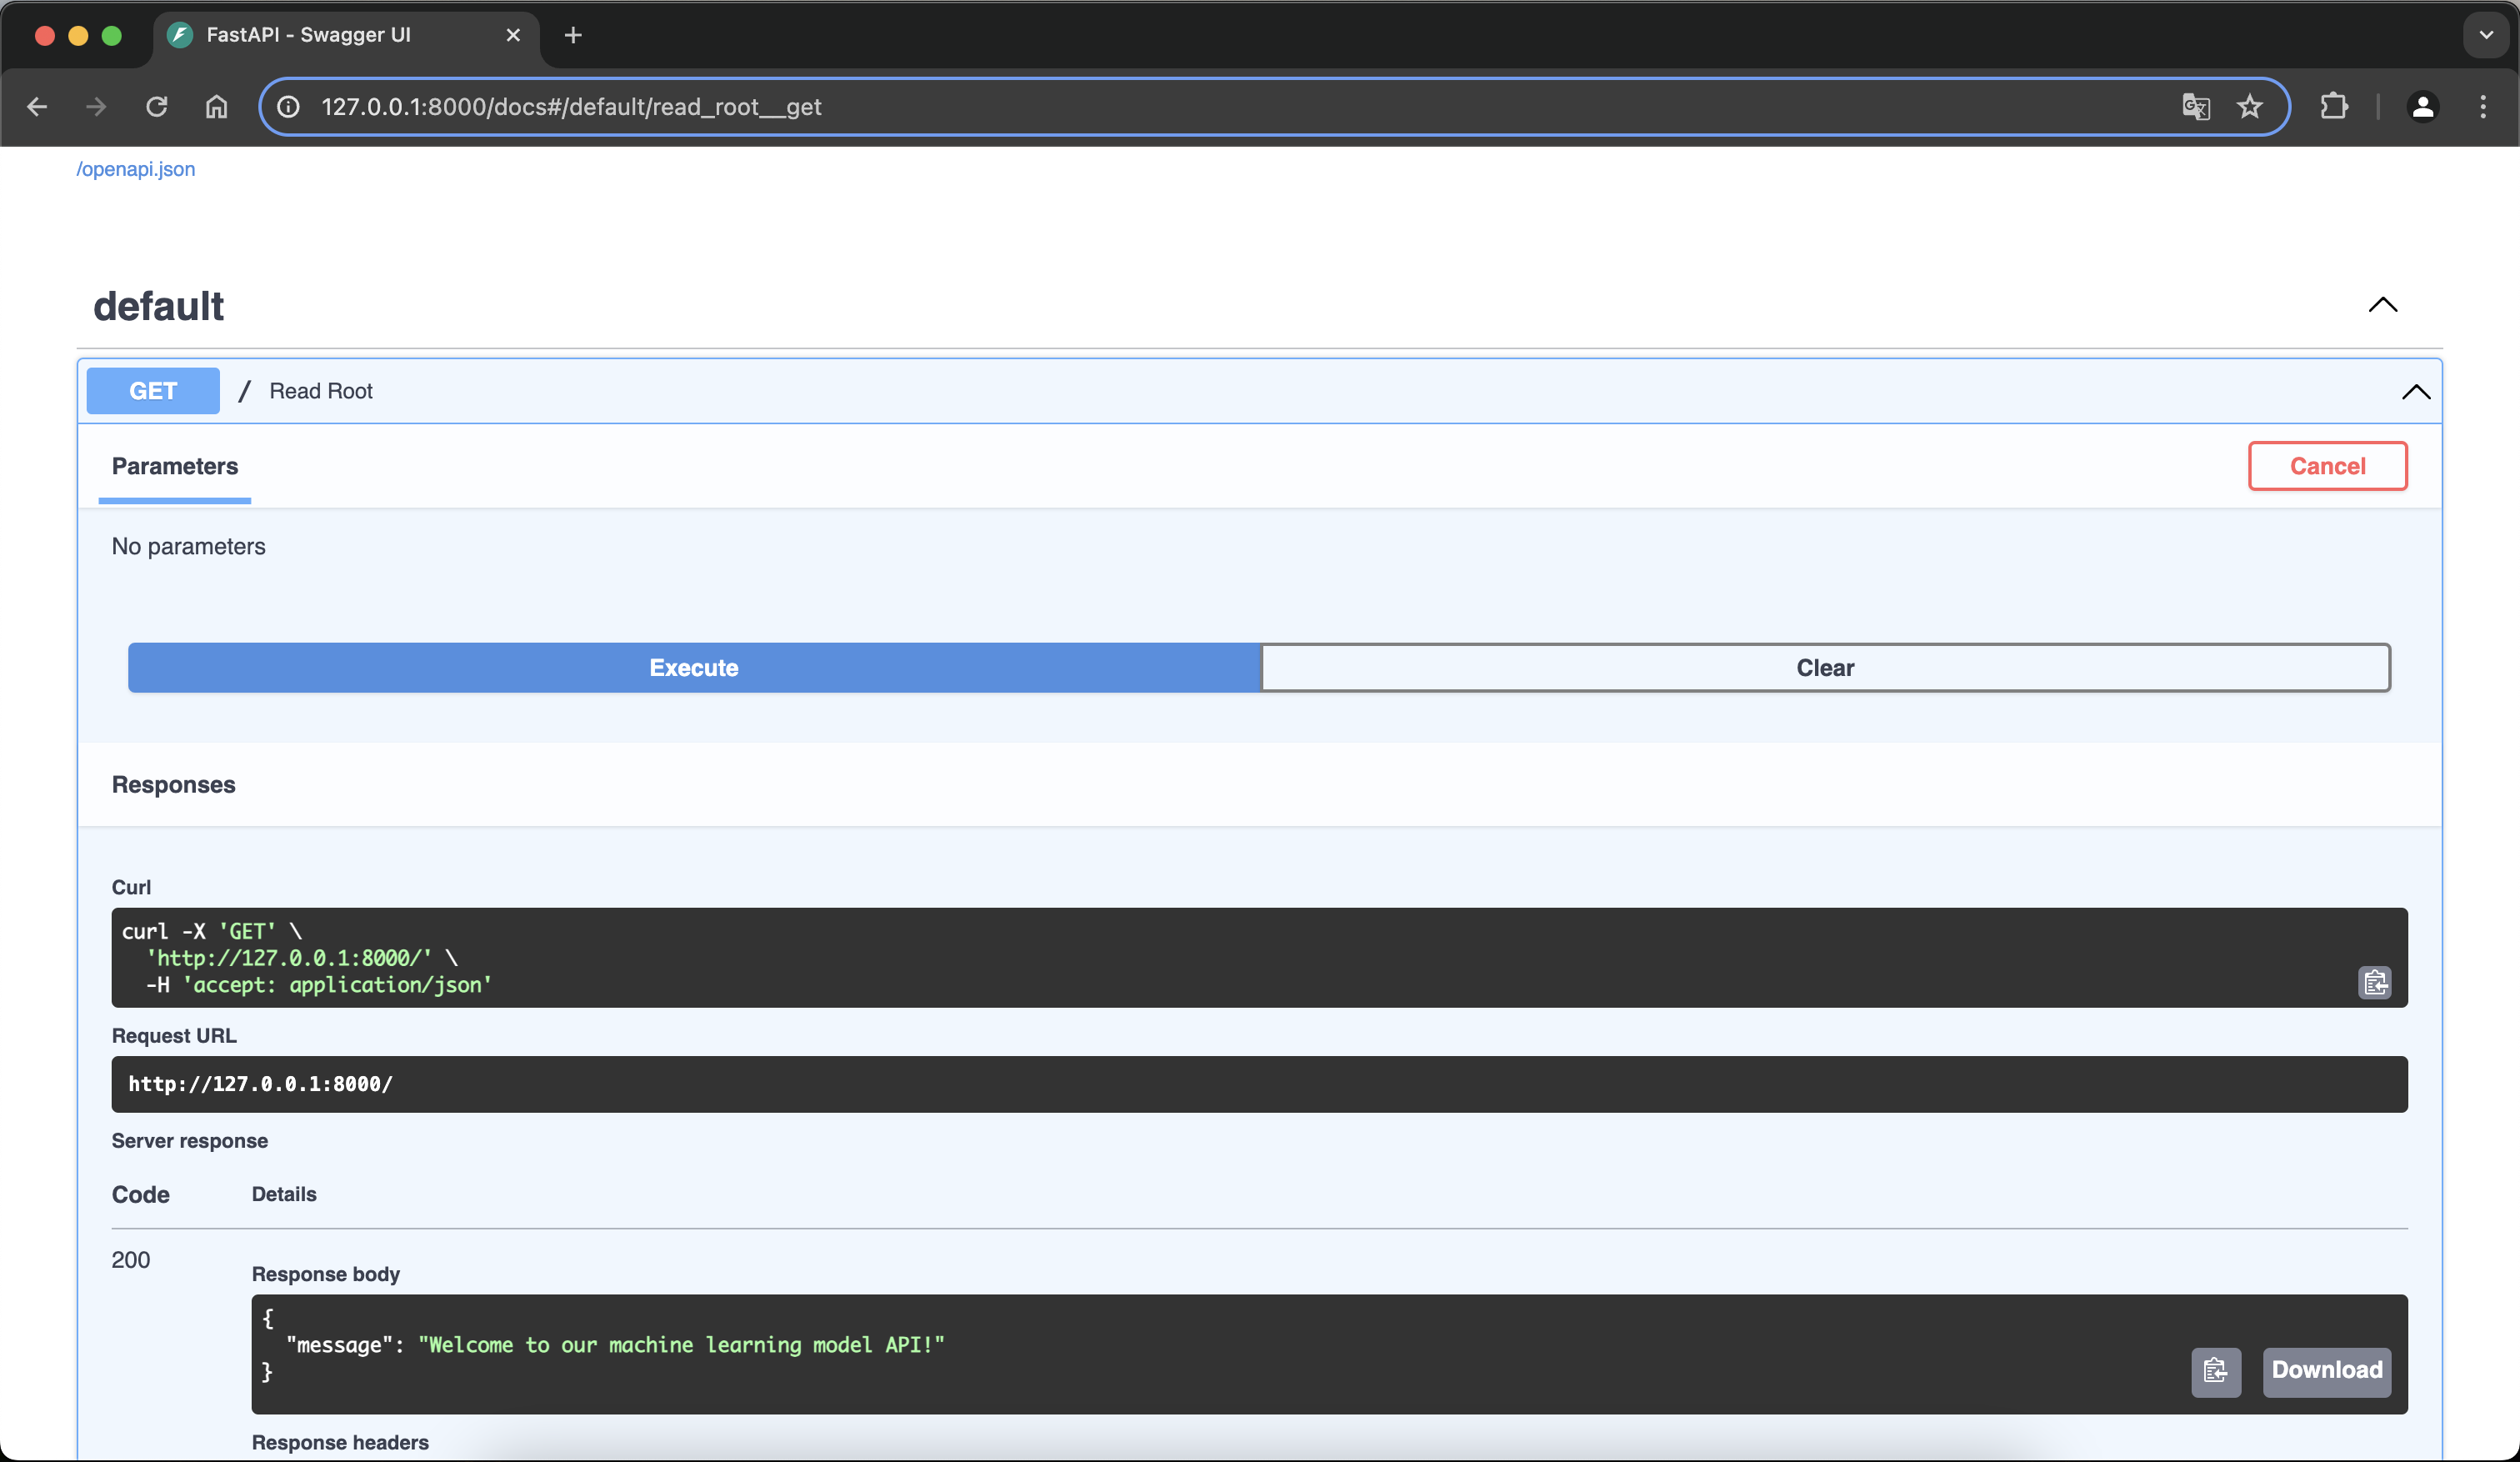 FastAPI - Swagger UI
127.0.0.1:8000/docs#/default/read_root__get
/openapi.json
default
GET / Read Root
Parameters
Cancel
No parameters
Execute
Clear
Responses
Curl
curl -X 'GET' \
  'http://127.0.0.1:8000/' \
  -H 'accept: application/json'
Request URL
http://127.0.0.1:8000/
Server response
Code Details
200
Response body
{
  "message": "Welcome to our machine learning model API!"
}
Download
Response headers